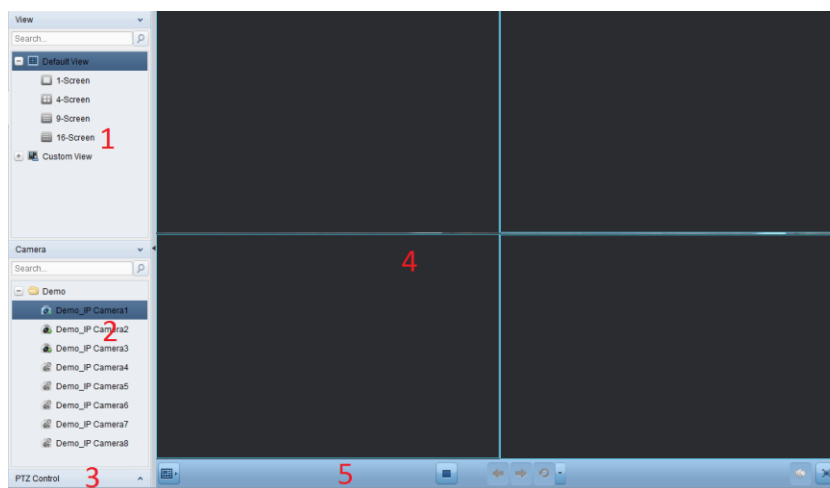 View
Search...
Default View
1-Screen
4-Screen
9-Screen
16-Screen
1
Custom View
Camera
Search...
Demo
Demo_IP Camera1
Demo_IP Camera2
2
Demo_IP Camera3
Demo_IP Camera4
Demo_IP Camera5
Demo_IP Camera6
Demo_IP Camera7
Demo_IP Camera8
PTZ Control
3
4
5